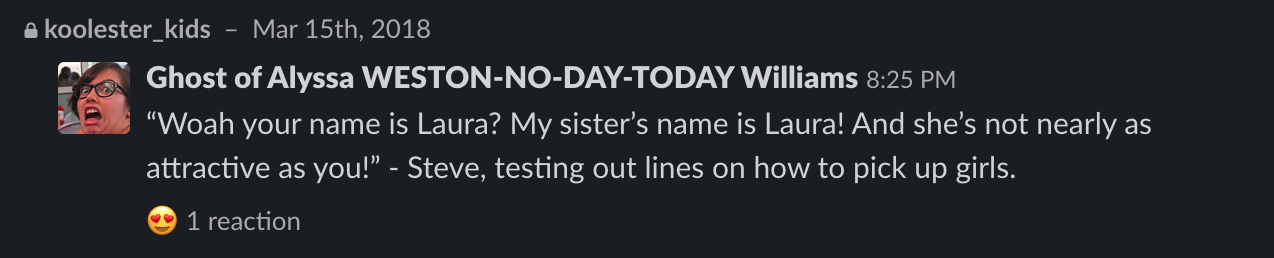 koolester_kids – Mar 15th, 2018
Ghost of Alyssa WESTON-NO-DAY-TODAY Williams 8:25 PM
“Woah your name is Laura? My sister’s name is Laura! And she’s not nearly as
attractive as you!” - Steve, testing out lines on how to pick up girls.
1 reaction